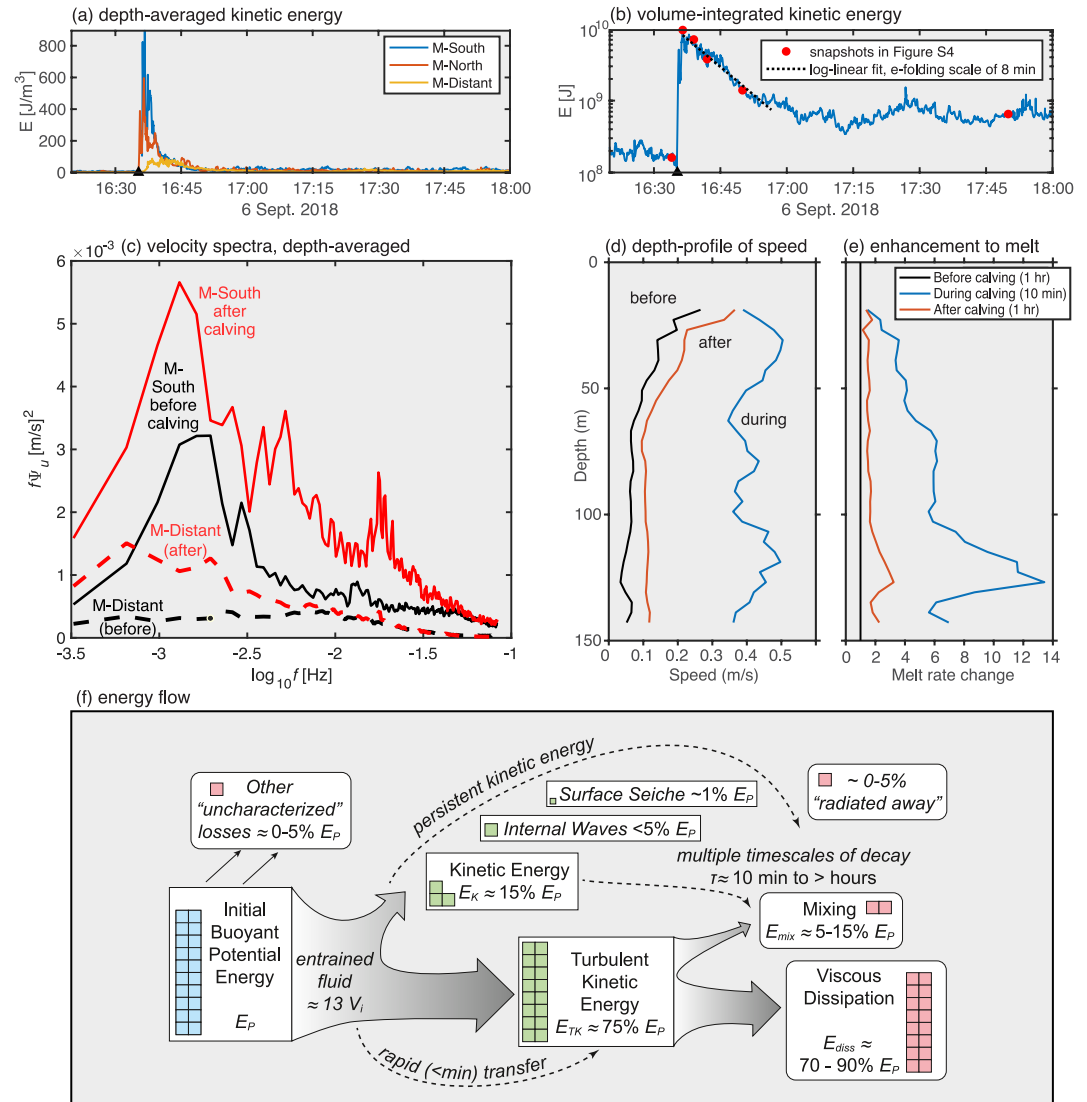 (a) depth-averaged kinetic energy
E [J/m³]
800
600
400
200
0
M-South
M-North
M-Distant
16:30 16:45 17:00 17:15 17:30 17:45 18:00
6 Sept. 2018
(b) volume-integrated kinetic energy
E [J]
10¹⁰
10⁹
10⁸
snapshots in Figure S4
log-linear fit, e-folding scale of 8 min
16:30 16:45 17:00 17:15 17:30 17:45 18:00
6 Sept. 2018
(c) velocity spectra, depth-averaged
×10⁻³
fΨᵤ [m/s]²
6
5
4
3
2
1
0
M-South
after
calving
M-
South
before
calving
M-Distant
(after)
M-Distant
(before)
-3.5 -3 -2.5 -2 -1.5 -1
log₁₀f [Hz]
(d) depth-profile of speed
Depth (m)
0
50
100
150
before
after
during
0 0.1 0.2 0.3 0.4 0.5
Speed (m/s)
(e) enhancement to melt
Before calving (1 hr)
During calving (10 min)
After calving (1 hr)
0 2 4 6 8 10 12 14
Melt rate change
(f) energy flow
Other
"uncharacterized"
losses ≈ 0-5% E_P
persistent kinetic energy
Surface Seiche ~1% E_P
Internal Waves <5% E_P
~ 0-5%
"radiated away"
multiple timescales of decay
τ ≈ 10 min to > hours
Kinetic Energy
E_K ≈ 15% E_P
Initial
Buoyant
Potential
Energy
E_P
entrained
fluid
≈ 13 V_i
Turbulent
Kinetic
Energy
E_TK ≈ 75% E_P
Mixing
E_mix ≈ 5-15% E_P
Viscous
Dissipation
E_diss ≈
70 - 90% E_P
rapid (<min) transfer